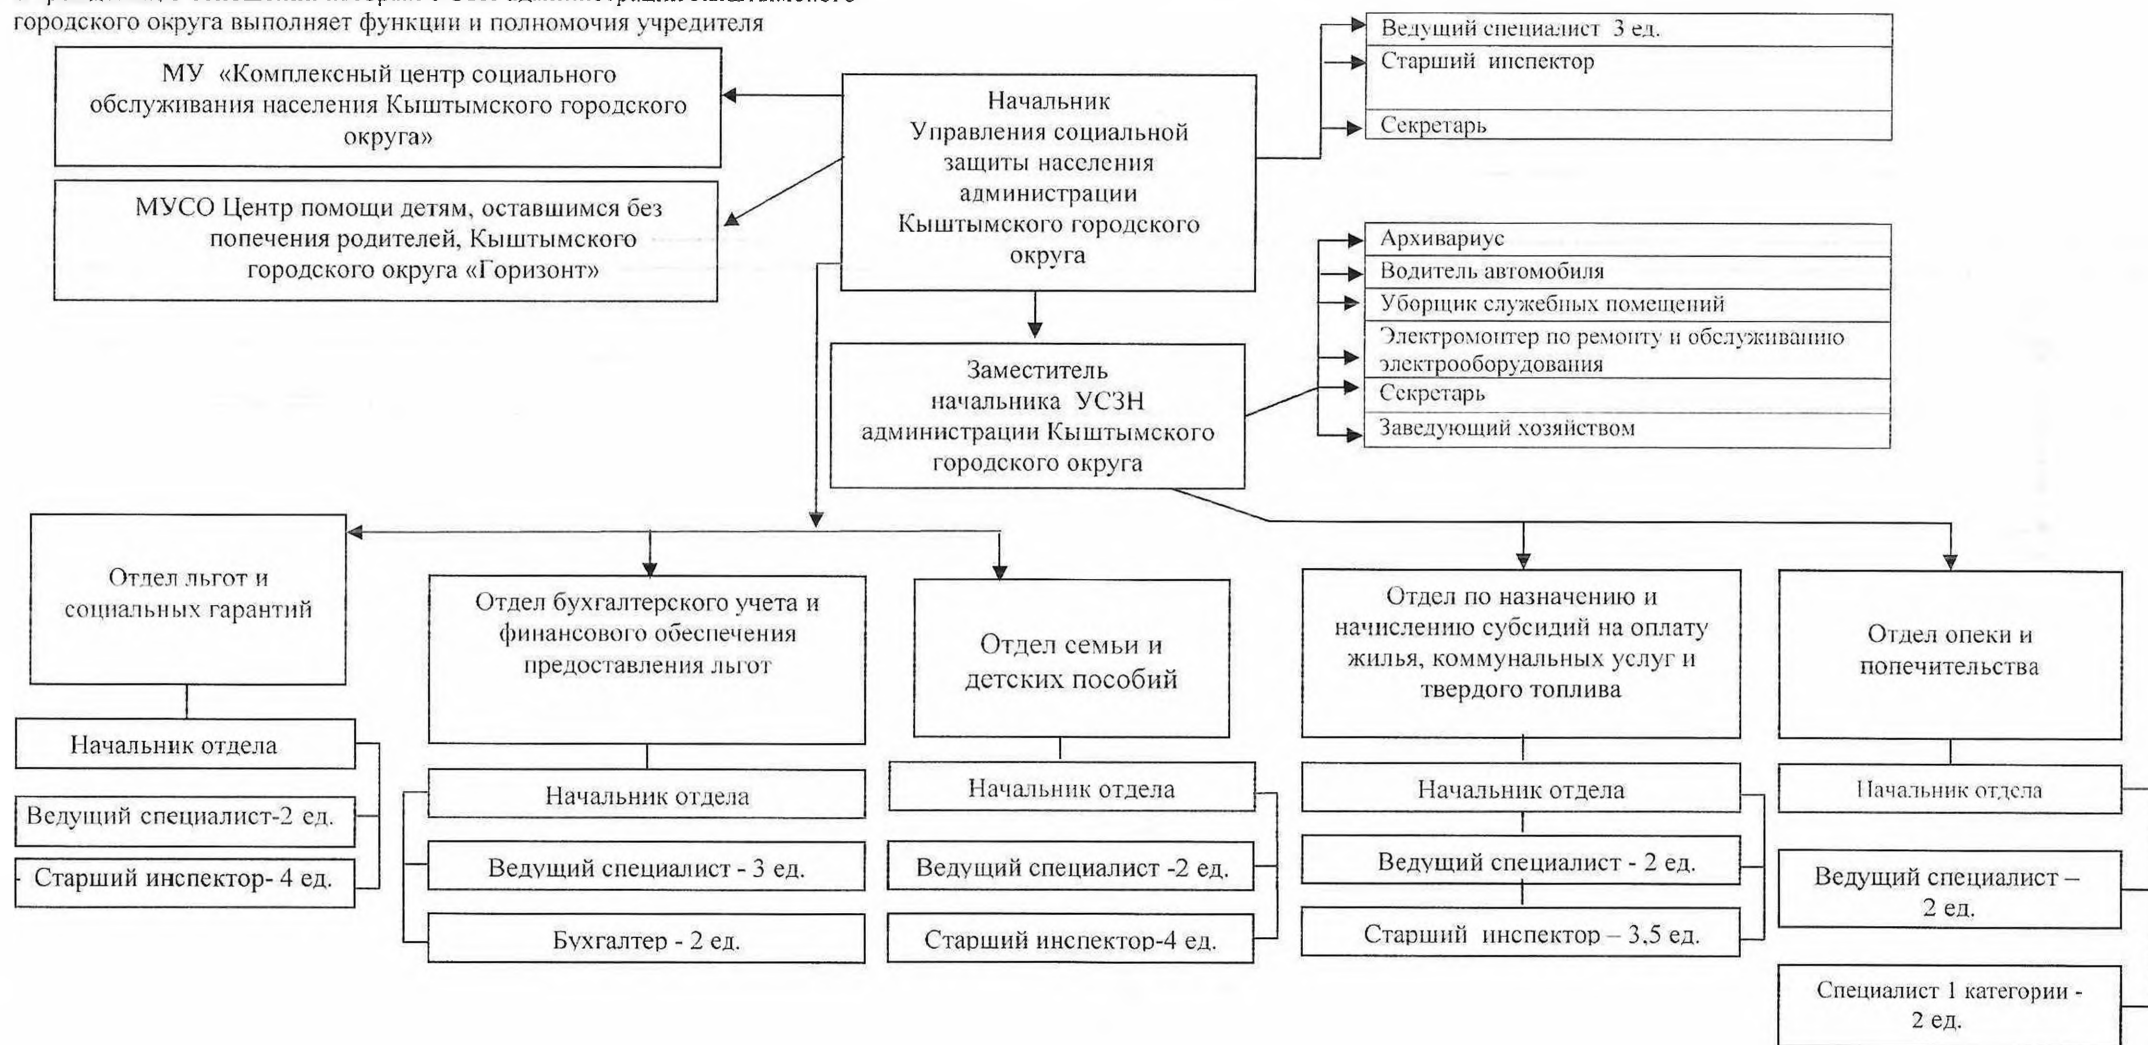 городского округа выполняет функции и полномочия учредителя
МУ «Комплексный центр социального
обслуживания населения Кыштымского городского
округа»
МУСО Центр помощи детям, оставшимся без
попечения родителей, Кыштымского
городского округа «Горизонт»
Начальник
Управления социальной
защиты населения
администрации
Кыштымского городского
округа
Ведущий специалист 3 ед.
Старший инспектор
Секретарь
Архивариус
Водитель автомобиля
Уборщик служебных помещений
Электромонтер по ремонту и обслуживанию
электрооборудования
Секретарь
Заведующий хозяйством
Заместитель
начальника УСЗН
администрации Кыштымского
городского округа
Отдел льгот и
социальных гарантий
Начальник отдела
Ведущий специалист-2 ед.
- Старший инспектор- 4 ед.
Отдел бухгалтерского учета и
финансового обеспечения
предоставления льгот
Начальник отдела
Ведущий специалист - 3 ед.
Бухгалтер - 2 ед.
Отдел семьи и
детских пособий
Начальник отдела
Ведущий специалист -2 ед.
Старший инспектор-4 ед.
Отдел по назначению и
начислению субсидий на оплату
жилья, коммунальных услуг и
твердого топлива
Начальник отдела
Ведущий специалист - 2 ед.
Старший инспектор – 3,5 ед.
Отдел опеки и
попечительства
Начальник отдела
Ведущий специалист –
2 ед.
Специалист 1 категории -
2 ед.